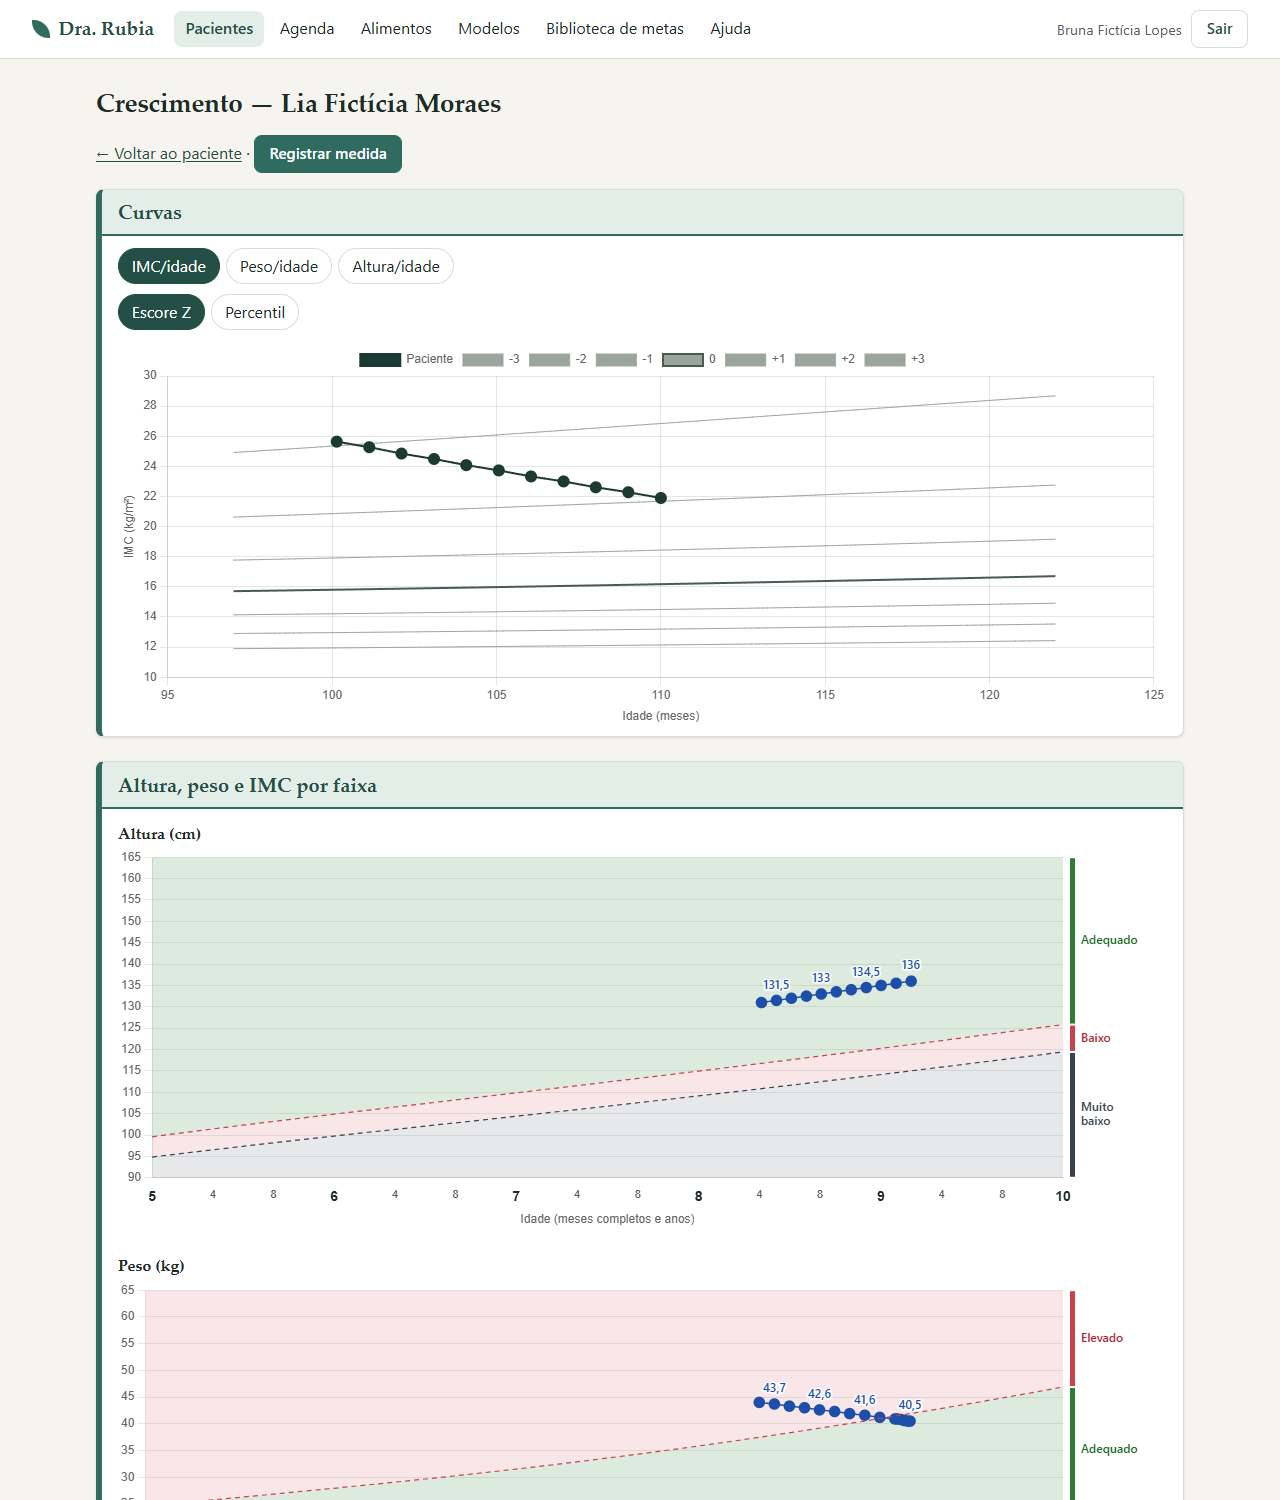 Dra. Rubia Pacientes Agenda Alimentos Modelos Biblioteca de metas Ajuda Bruna Fictícia Lopes Sair
Crescimento — Lia Fictícia Moraes
← Voltar ao paciente · Registrar medida
Curvas
IMC/idade Peso/idade Altura/idade
Escore Z Percentil
Paciente -3 -2 -1 0 +1 +2 +3
30
28
26
24
22
20
18
16
14
12
10
IMC (kg/m²)
95 100 105 110 115 120 125
Idade (meses)
Altura, peso e IMC por faixa
Altura (cm)
165
160
155
150
145
140
135
130
125
120
115
110
105
100
95
90
131,5 133 134,5 136
Adequado
Baixo
Muito
baixo
5 4 8 6 4 8 7 4 8 8 4 8 9 4 8 10
Idade (meses completos e anos)
Peso (kg)
65
60
55
50
45
40
35
30
43,7 42,6 41,6 40,5
Elevado
Adequado